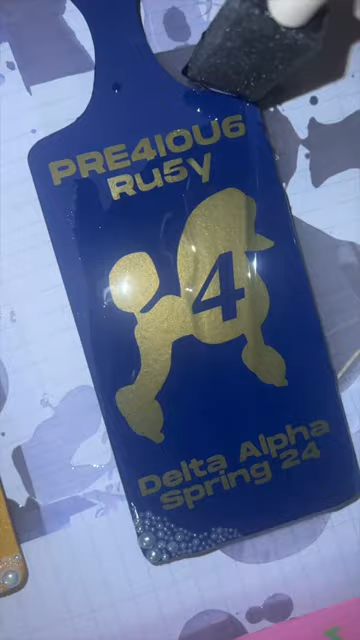 PRE4IOU6
Ru5y
4
Delta Alpha
Spring 24